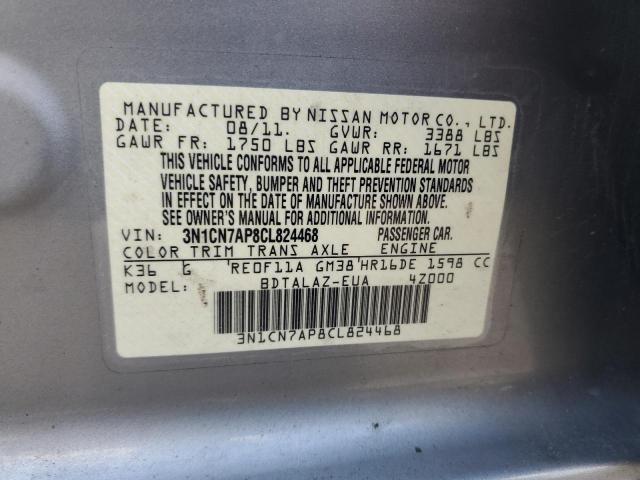 MANUFACTURED BY NISSAN MOTOR CO., LTD.
DATE: 08/11. GVWR: 3388 LBS
GAWR FR: 1750 LBS GAWR RR: 1671 LBS
THIS VEHICLE CONFORMS TO ALL APPLICABLE FEDERAL MOTOR
VEHICLE SAFETY, BUMPER AND THEFT PREVENTION STANDARDS
IN EFFECT ON THE DATE OF MANUFACTURE SHOWN ABOVE.
SEE OWNER'S MANUAL FOR ADDITIONAL INFORMATION.
VIN: 3N1CN7AP8CL824468 PASSENGER CAR.
COLOR TRIM TRANS AXLE ENGINE
K36 G RE0F11A GM38 HR16DE 1598 CC
MODEL: BDTALAZ-EUA 4Z000
3N1CN7AP8CL824468